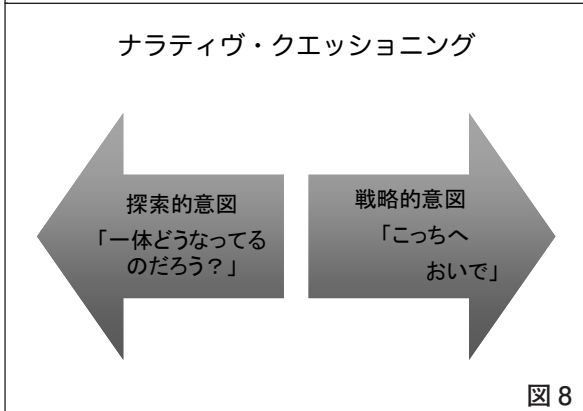 ナラティヴ・クエッショニング
探索的意図
「一体どうなってる
のだろう？」
戦略的意図
「こっちへ
おいで」
図 8